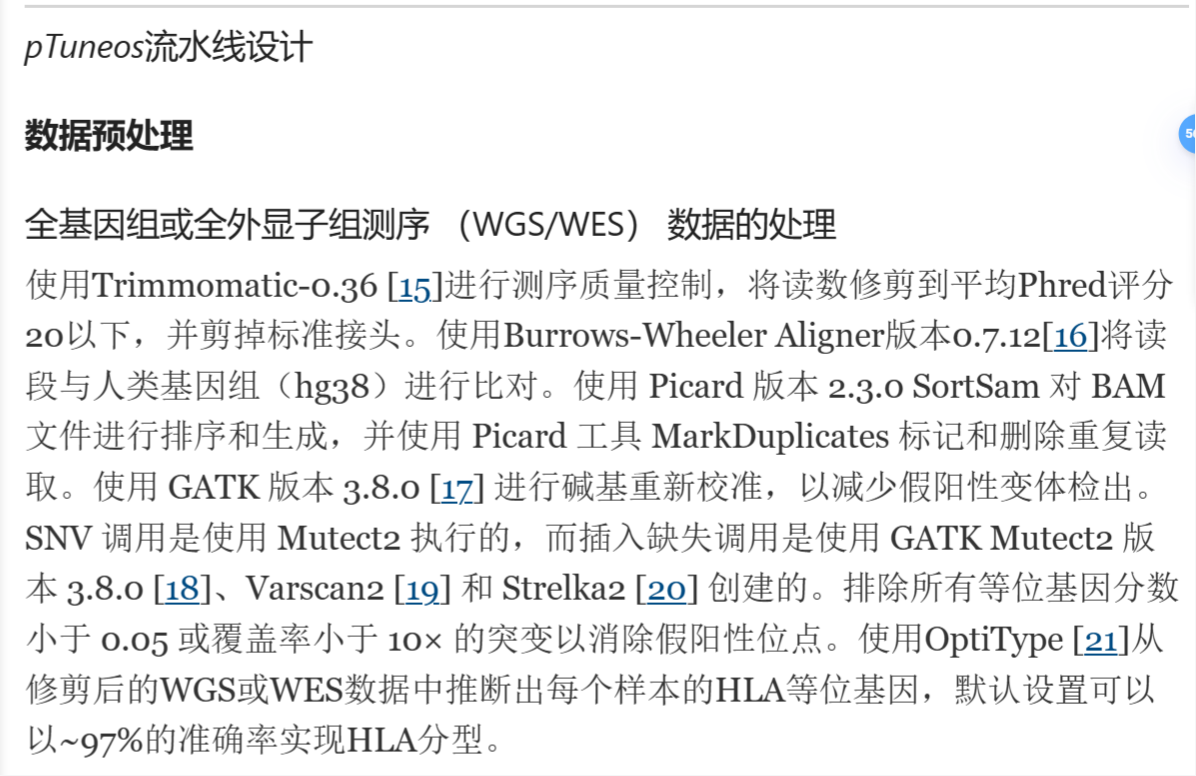 pTuneos流水线设计
数据预处理
全基因组或全外显子组测序 （WGS/WES） 数据的处理
使用Trimmomatic-0.36 [15]进行测序质量控制，将读数修剪到平均Phred评分
20以下，并剪掉标准接头。使用Burrows-Wheeler Aligner版本0.7.12[16]将读
段与人类基因组（hg38）进行比对。使用 Picard 版本 2.3.0 SortSam 对 BAM
文件进行排序和生成，并使用 Picard 工具 MarkDuplicates 标记和删除重复读
取。使用 GATK 版本 3.8.0 [17] 进行碱基重新校准，以减少假阳性变体检出。
SNV 调用是使用 Mutect2 执行的，而插入缺失调用是使用 GATK Mutect2 版
本 3.8.0 [18]、Varscan2 [19] 和 Strelka2 [20] 创建的。排除所有等位基因分数
小于 0.05 或覆盖率小于 10× 的突变以消除假阳性位点。使用OptiType [21]从
修剪后的WGS或WES数据中推断出每个样本的HLA等位基因，默认设置可以
以~97%的准确率实现HLA分型。